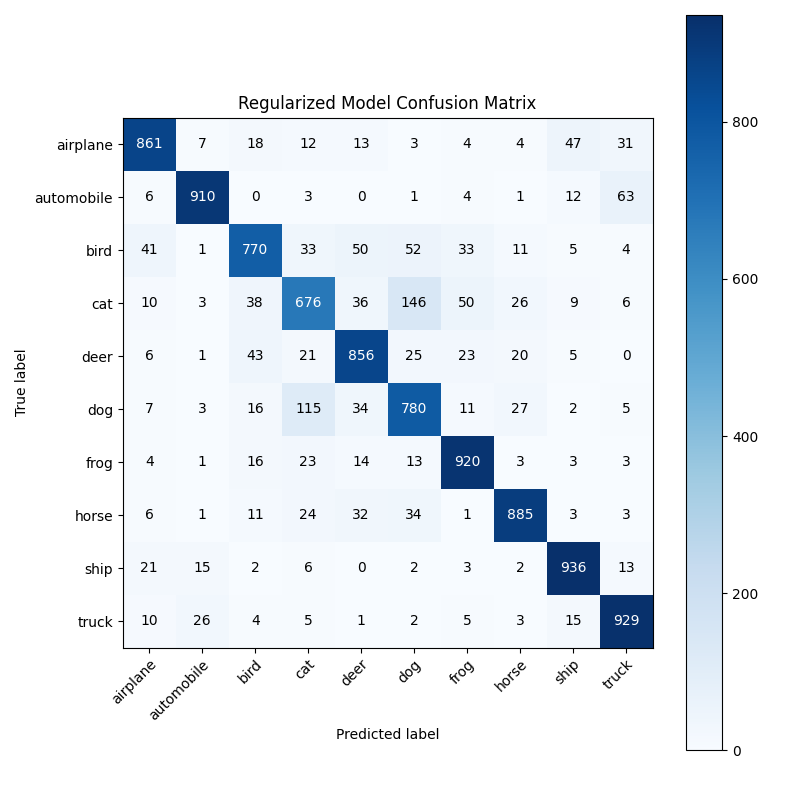 Regularized Model Confusion Matrix
airplane 861 7 18 12 13 3 4 4 47 31
automobile 6 910 0 3 0 1 4 1 12 63
bird 41 1 770 33 50 52 33 11 5 4
cat 10 3 38 676 36 146 50 26 9 6
deer 6 1 43 21 856 25 23 20 5 0
dog 7 3 16 115 34 780 11 27 2 5
frog 4 1 16 23 14 13 920 3 3 3
horse 6 1 11 24 32 34 1 885 3 3
ship 21 15 2 6 0 2 3 2 936 13
truck 10 26 4 5 1 2 5 3 15 929
airplane automobile bird cat deer dog frog horse ship truck
True label
Predicted label
800
600
400
200
0